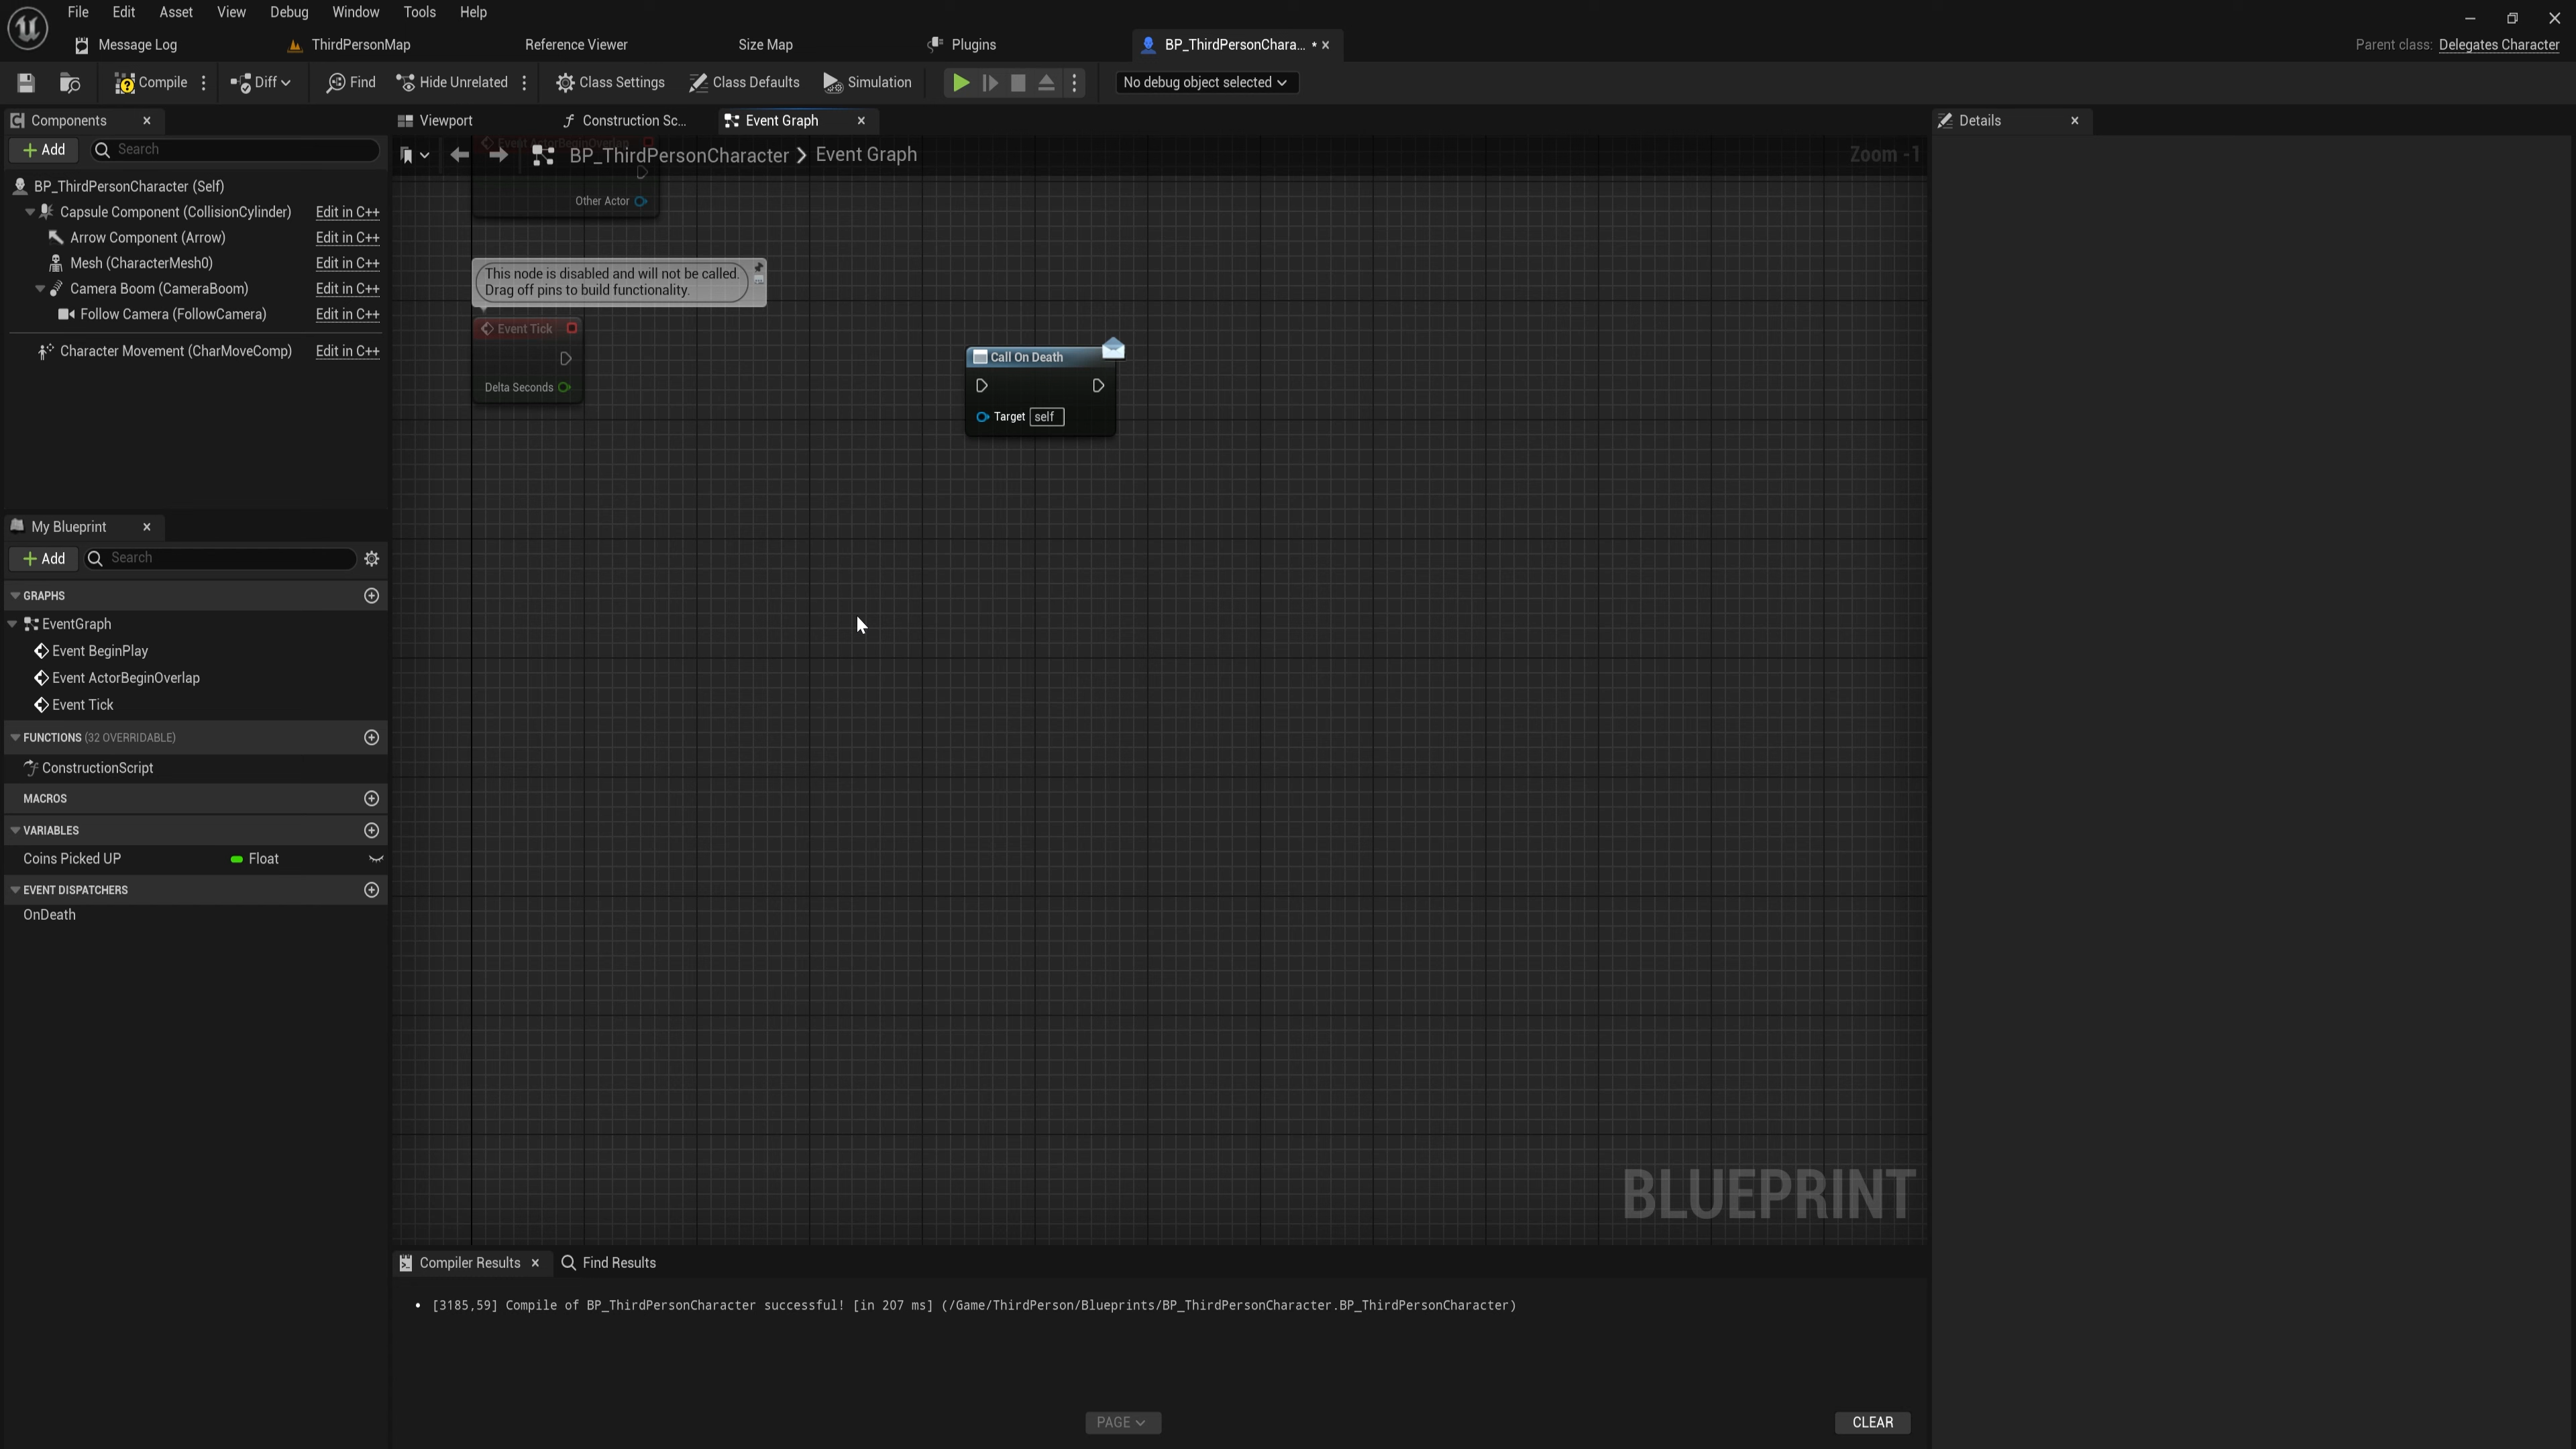 File Edit Asset View Debug Window Tools Help
Message Log ThirdPersonMap Reference Viewer Size Map Plugins BP_ThirdPersonChara... * Parent class: Delegates Character
Compile Diff Find Hide Unrelated Class Settings Class Defaults Simulation No debug object selected
Components
Viewport Construction Sc... Event Graph
Details
Add Search
BP_ThirdPersonCharacter > Event Graph
Zoom -1
Event ActorBeginOverlap
Other Actor
BP_ThirdPersonCharacter (Self)
Capsule Component (CollisionCylinder) Edit in C++
Arrow Component (Arrow) Edit in C++
Mesh (CharacterMesh0) Edit in C++
Camera Boom (CameraBoom) Edit in C++
Follow Camera (FollowCamera) Edit in C++
Character Movement (CharMoveComp) Edit in C++
This node is disabled and will not be called.
Drag off pins to build functionality.
Event Tick
Delta Seconds
Call On Death
Target self
My Blueprint
Add Search
GRAPHS
EventGraph
Event BeginPlay
Event ActorBeginOverlap
Event Tick
FUNCTIONS (32 OVERRIDABLE)
ConstructionScript
MACROS
VARIABLES
Coins Picked UP Float
EVENT DISPATCHERS
OnDeath
BLUEPRINT
Compiler Results Find Results
[3185,59] Compile of BP_ThirdPersonCharacter successful! [in 207 ms] (/Game/ThirdPerson/Blueprints/BP_ThirdPersonCharacter.BP_ThirdPersonCharacter)
PAGE CLEAR